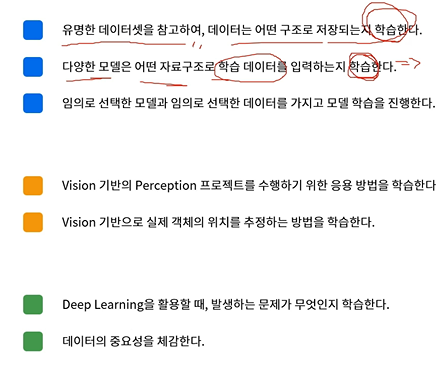 유명한 데이터셋을 참고하여, 데이터는 어떤 구조로 저장되는지 학습한다.
다양한 모델은 어떤 자료구조로 학습 데이터를 입력하는지 학습한다.
임의로 선택한 모델과 임의로 선택한 데이터를 가지고 모델 학습을 진행한다.
Vision 기반의 Perception 프로젝트를 수행하기 위한 응용 방법을 학습한다
Vision 기반으로 실제 객체의 위치를 추정하는 방법을 학습한다.
Deep Learning을 활용할 때, 발생하는 문제가 무엇인지 학습한다.
데이터의 중요성을 체감한다.